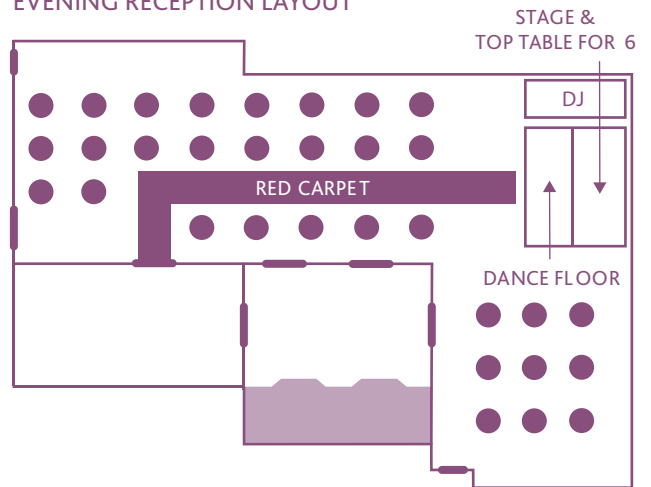 EVENING RECEPTION LAYOUT
STAGE &
TOP TABLE FOR 6
DJ
RED CARPET
DANCE FLOOR